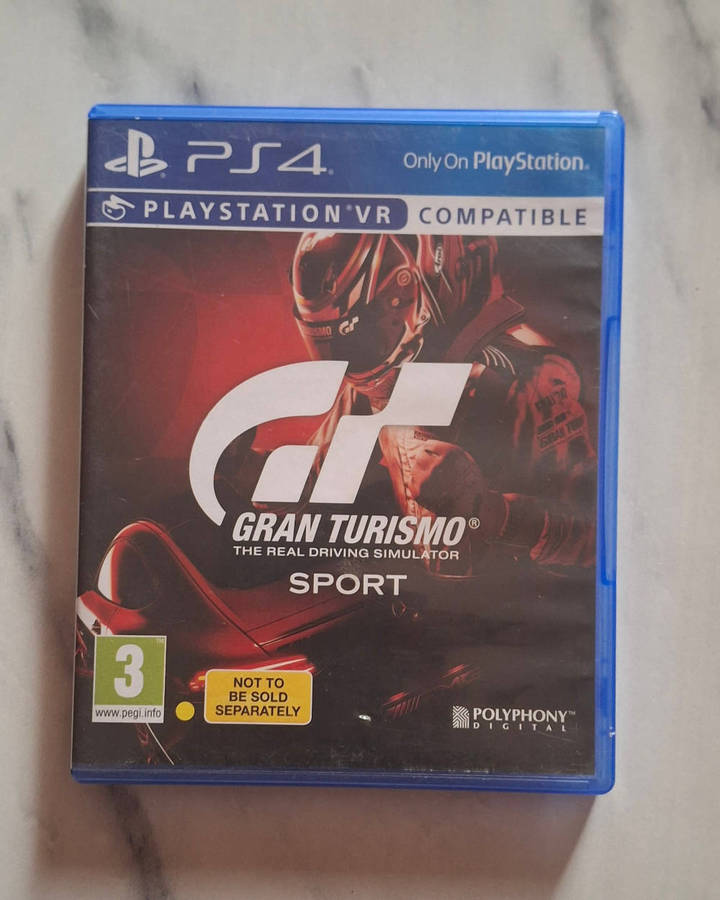 PS4
Only On PlayStation
PLAYSTATION®VR COMPATIBLE
GRAN TURISMO®
THE REAL DRIVING SIMULATOR
SPORT
3
www.pegi.info
NOT TO
BE SOLD
SEPARATELY
POLYPHONY™
DIGITAL